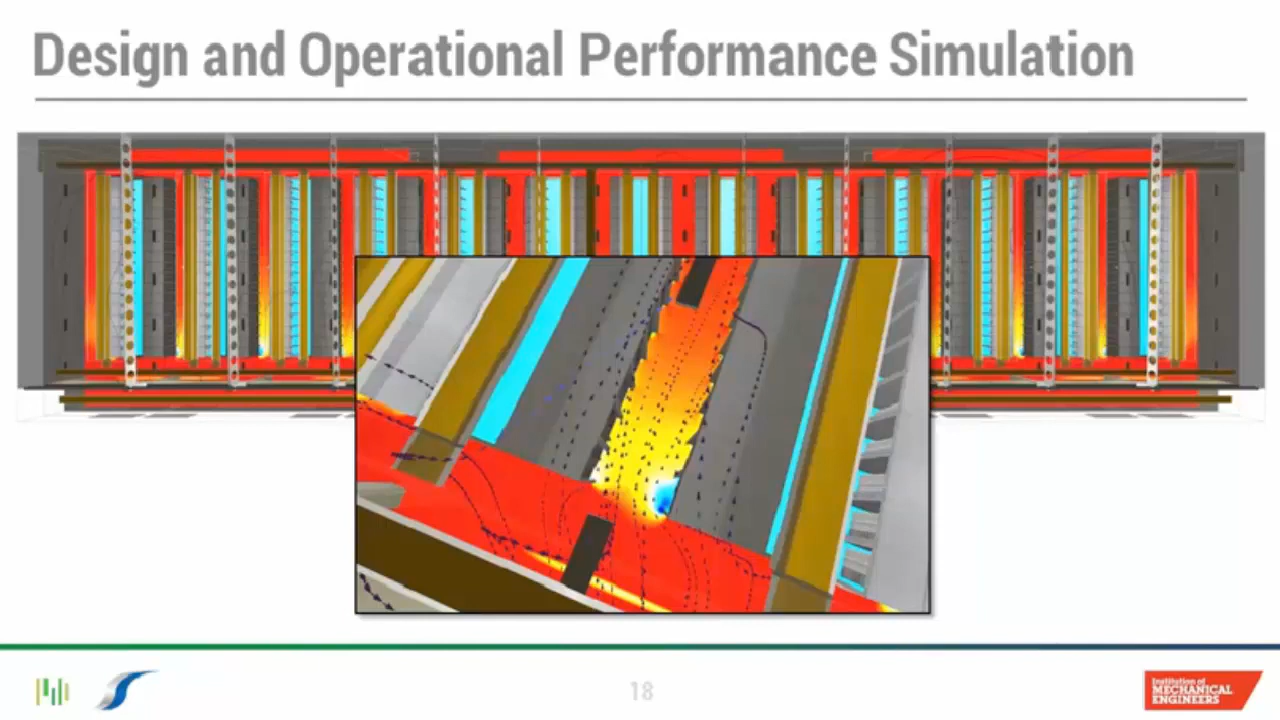 Design and Operational Performance Simulation
18
Institution of
MECHANICAL
ENGINEERS